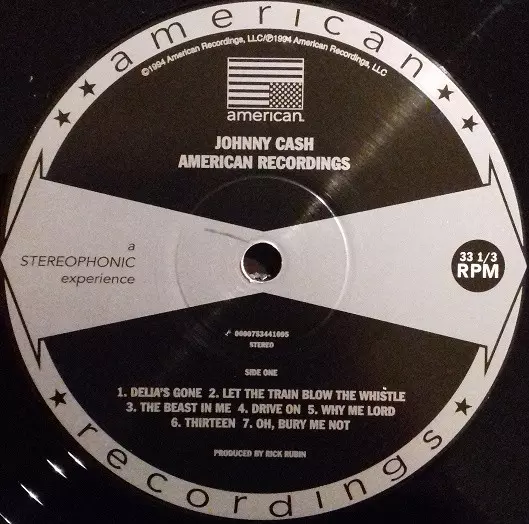 american
©1994 American Recordings, LLC/℗1994 American Recordings, LLC
american.
JOHNNY CASH
AMERICAN RECORDINGS
a
STEREOPHONIC
experience
33 1/3
RPM
0000753441095
STEREO
SIDE ONE
1. DELIA'S GONE 2. LET THE TRAIN BLOW THE WHISTLE
3. THE BEAST IN ME 4. DRIVE ON 5. WHY ME LORD
6. THIRTEEN 7. OH, BURY ME NOT
PRODUCED BY RICK RUBIN
recordings